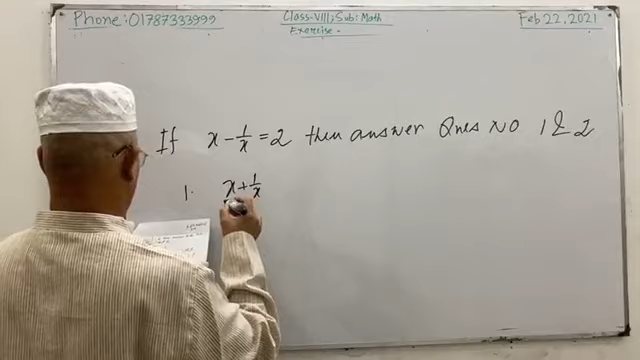 Phone:01787333999 Class-VIII; Sub: Math Feb 22, 2021
Exercise-
If x - 1/x = 2 then answer Ques NO 1 & 2
1. x + 1/x